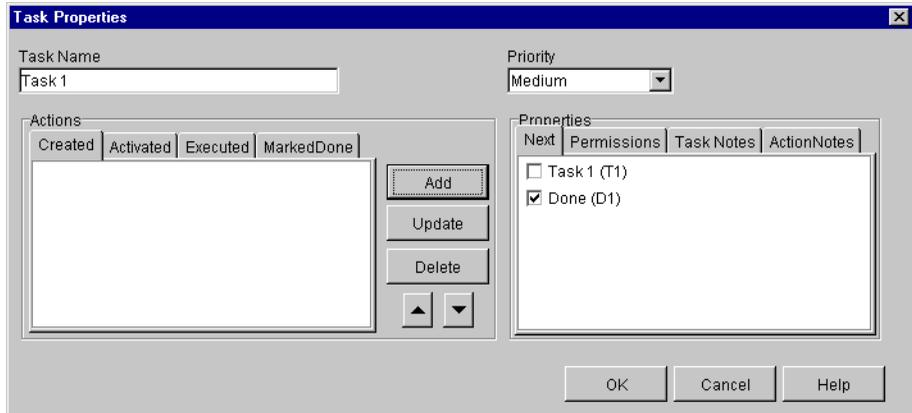 Task Properties
Task Name
Priority
Task 1
Medium
Actions
Properties
Created Activated Executed MarkedDone
Next Permissions Task Notes ActionNotes
Add
Update
Delete
Task 1 (T1)
Done (D1)
OK Cancel Help